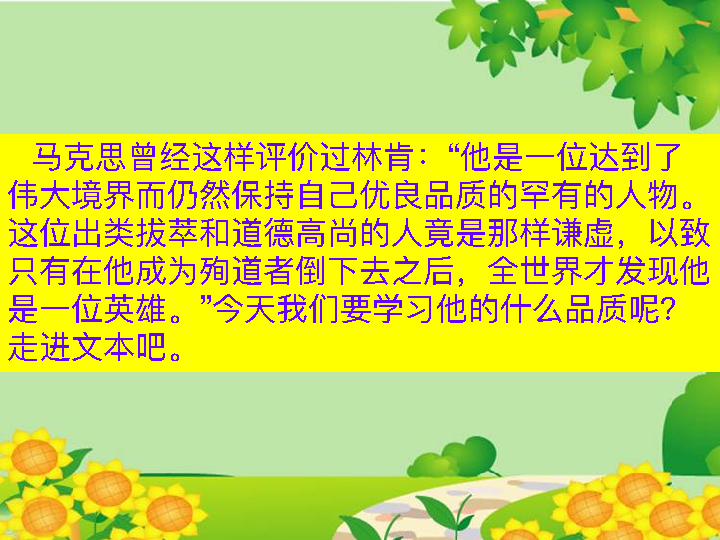 马克思曾经这样评价过林肯：“他是一位达到了
伟大境界而仍然保持自己优良品质的罕有的人物。
这位出类拔萃和道德高尚的人竟是那样谦虚，以致
只有在他成为殉道者倒下去之后，全世界才发现他
是一位英雄。”今天我们要学习他的什么品质呢？
走进文本吧。